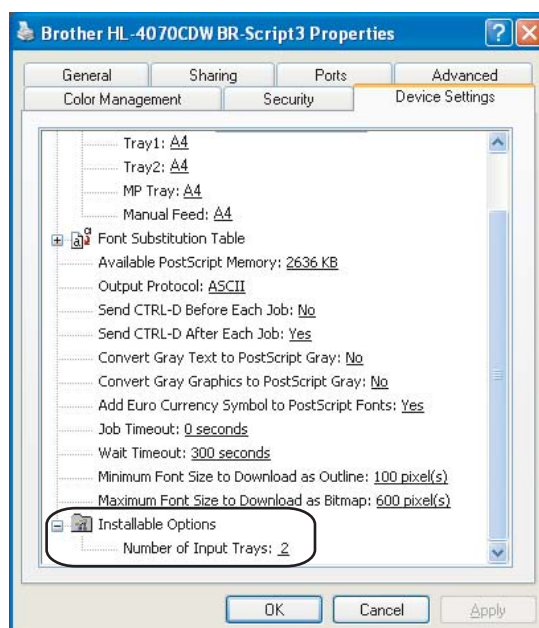 Brother HL-4070CDW BR-Script3 Properties
General Sharing Ports Advanced
Color Management Security Device Settings
Tray1: A4
Tray2: A4
MP Tray: A4
Manual Feed: A4
Font Substitution Table
Available PostScript Memory: 2636 KB
Output Protocol: ASCII
Send CTRL-D Before Each Job: No
Send CTRL-D After Each Job: Yes
Convert Gray Text to PostScript Gray: No
Convert Gray Graphics to PostScript Gray: No
Add Euro Currency Symbol to PostScript Fonts: Yes
Job Timeout: 0 seconds
Wait Timeout: 300 seconds
Minimum Font Size to Download as Outline: 100 pixel(s)
Maximum Font Size to Download as Bitmap: 600 pixel(s)
Installable Options
Number of Input Trays: 2
OK Cancel Apply